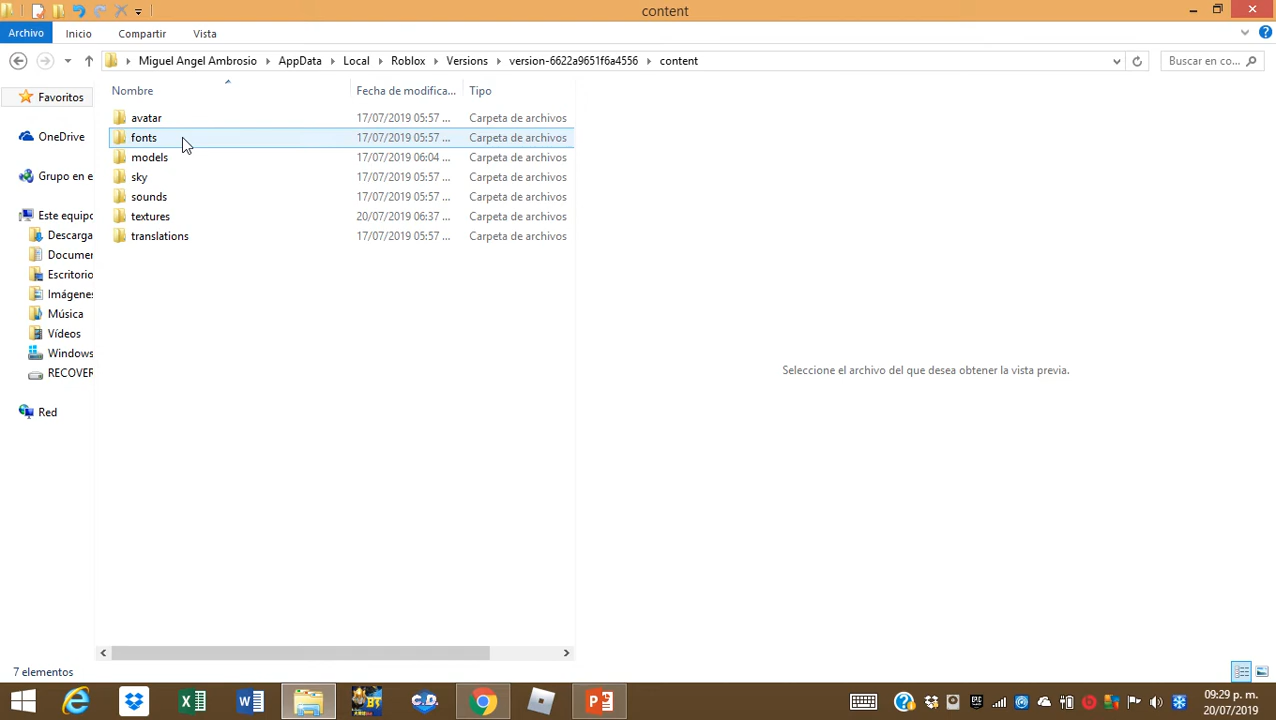 content
Archivo Inicio Compartir Vista
Miguel Angel Ambrosio AppData Local Roblox Versions version-6622a9651f6a4556 content Buscar en co...
Nombre Fecha de modifica... Tipo
Favoritos
avatar 17/07/2019 05:57 ... Carpeta de archivos
fonts 17/07/2019 05:57 ... Carpeta de archivos
OneDrive
models 17/07/2019 06:04 ... Carpeta de archivos
sky 17/07/2019 05:57 ... Carpeta de archivos
Grupo en e
sounds 17/07/2019 05:57 ... Carpeta de archivos
textures 20/07/2019 06:37 ... Carpeta de archivos
Este equipo
translations 17/07/2019 05:57 ... Carpeta de archivos
Descarga
Documen
Escritorio
Imágenes
Música
Vídeos
Windows
RECOVER
Seleccione el archivo del que desea obtener la vista previa.
Red
7 elementos
C.D.
09:29 p. m.
20/07/2019